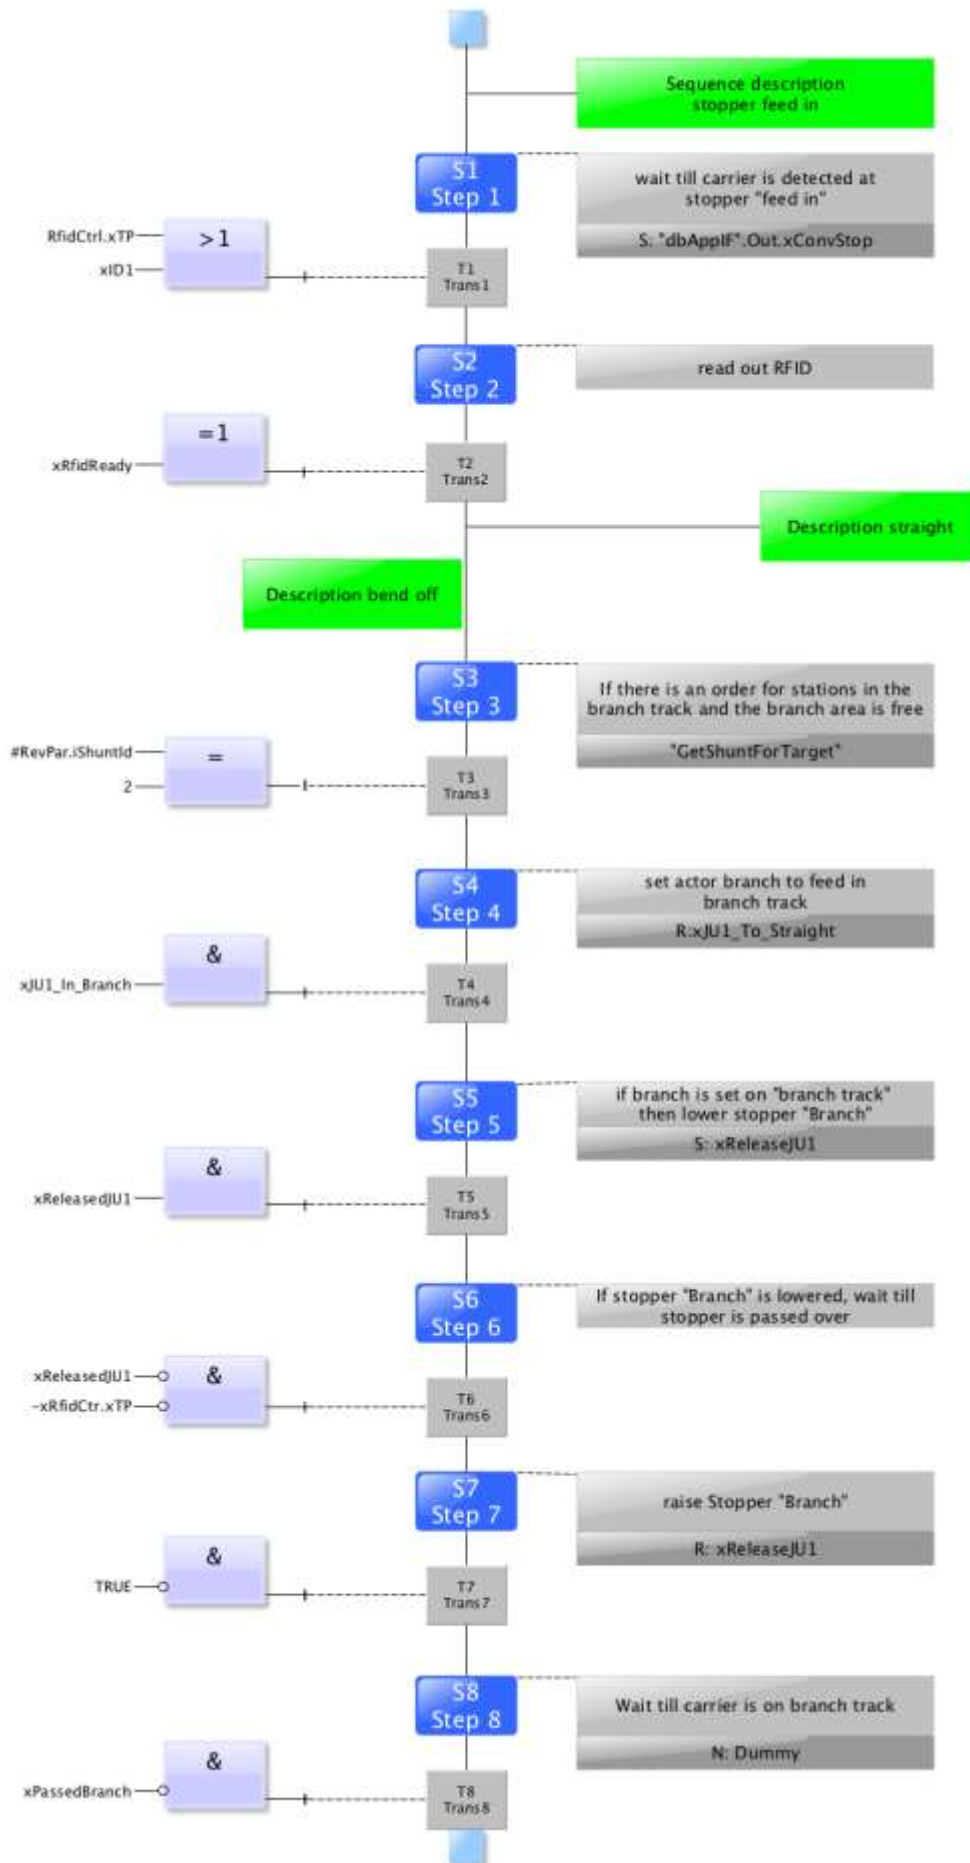 Sequence description
stopper feed in
S1
Step 1
wait till carrier is detected at
stopper "feed in"
S: "dbAppIF".Out.xConvStop
RfidCtrl.xTP
>1
xID1
T1
Trans1
S2
Step 2
read out RFID
=1
xRfidReady
T2
Trans2
Description straight
Description bend off
S3
Step 3
If there is an order for stations in the
branch track and the branch area is free
"GetShuntForTarget"
#RevPar.iShuntId
=
2
T3
Trans3
S4
Step 4
set actor branch to feed in
branch track
R:xJU1_To_Straight
&
xJU1_In_Branch
T4
Trans4
S5
Step 5
if branch is set on "branch track"
then lower stopper "Branch"
S: xReleaseJU1
&
xReleasedJU1
T5
Trans5
S6
Step 6
If stopper "Branch" is lowered, wait till
stopper is passed over
xReleasedJU1
&
-xRfidCtr.xTP
T6
Trans6
S7
Step 7
raise Stopper "Branch"
R: xReleaseJU1
&
TRUE
T7
Trans7
S8
Step 8
Wait till carrier is on branch track
N: Dummy
&
xPassedBranch
T8
Trans8